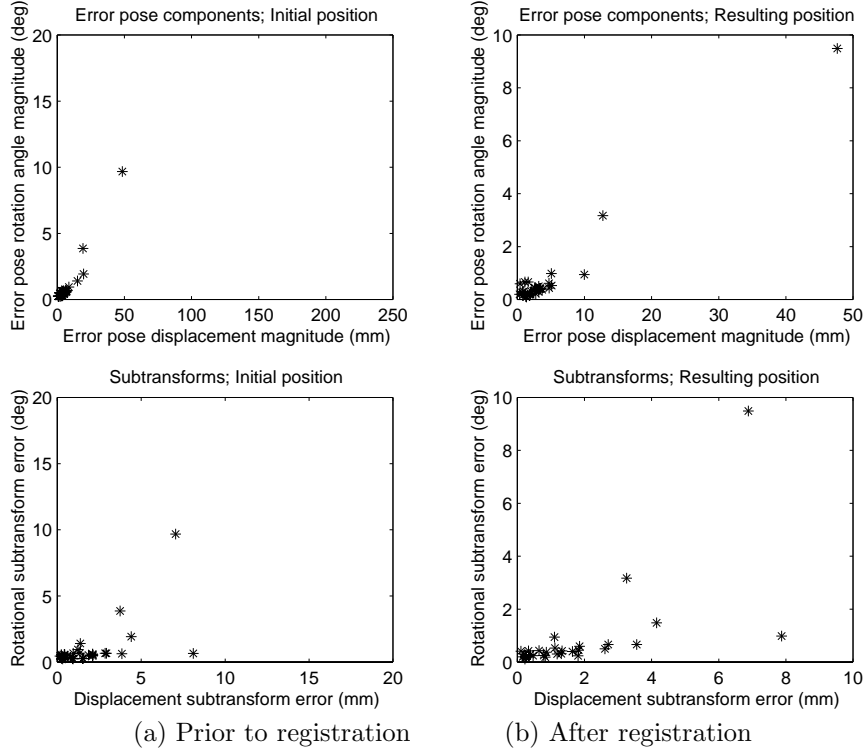 Error pose components; Initial position
Error pose rotation angle magnitude (deg)
20
15
10
5
0
0 50 100 150 200 250
Error pose displacement magnitude (mm)
Error pose components; Resulting position
Error pose rotation angle magnitude (deg)
10
8
6
4
2
0
0 10 20 30 40 50
Error pose displacement magnitude (mm)
Subtransforms; Initial position
Rotational subtransform error (deg)
20
15
10
5
0
0 5 10 15 20
Displacement subtransform error (mm)
Subtransforms; Resulting position
Rotational subtransform error (deg)
10
8
6
4
2
0
0 2 4 6 8 10
Displacement subtransform error (mm)
(a) Prior to registration
(b) After registration